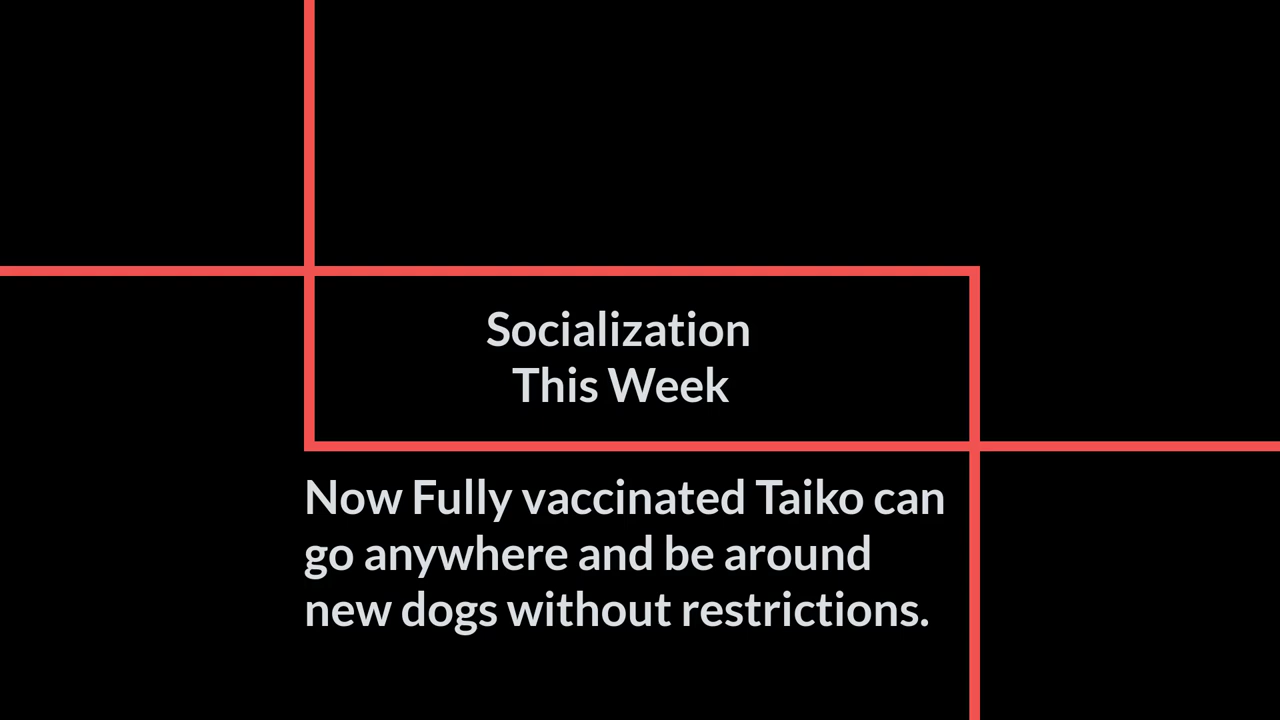 Socialization
This Week
Now Fully vaccinated Taiko can
go anywhere and be around
new dogs without restrictions.